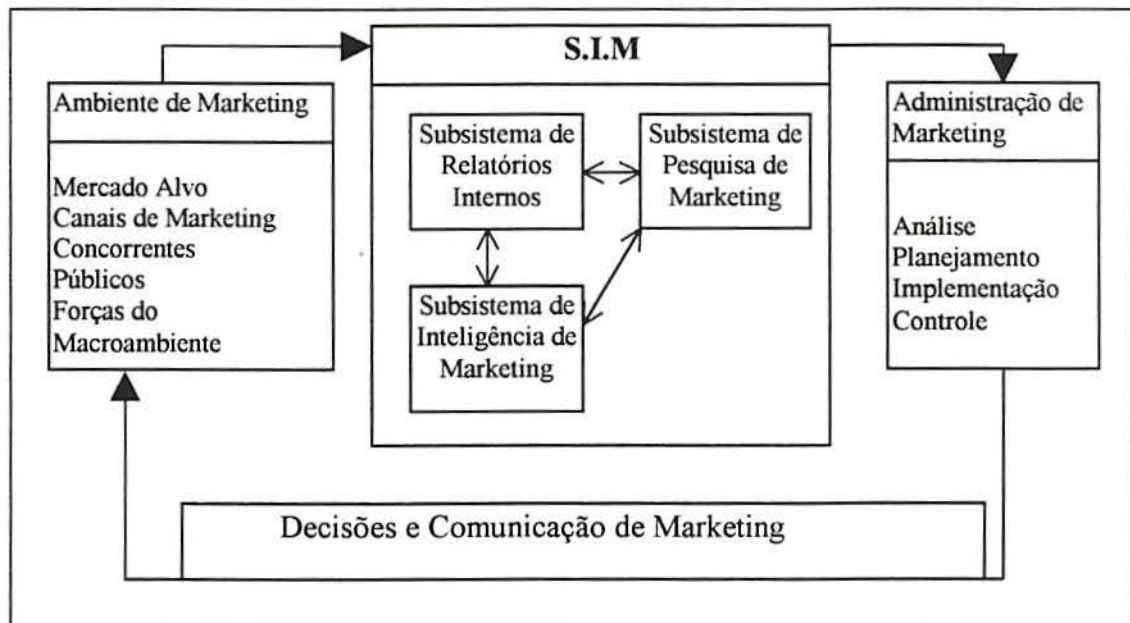 S.I.M
Ambiente de Marketing
Mercado Alvo
Canais de Marketing
Concorrentes
Públicos
Forças do
Macroambiente
Subsistema de
Relatórios
Internos
Subsistema de
Pesquisa de
Marketing
Subsistema de
Inteligência de
Marketing
Administração de
Marketing
Análise
Planejamento
Implementação
Controle
Decisões e Comunicação de Marketing